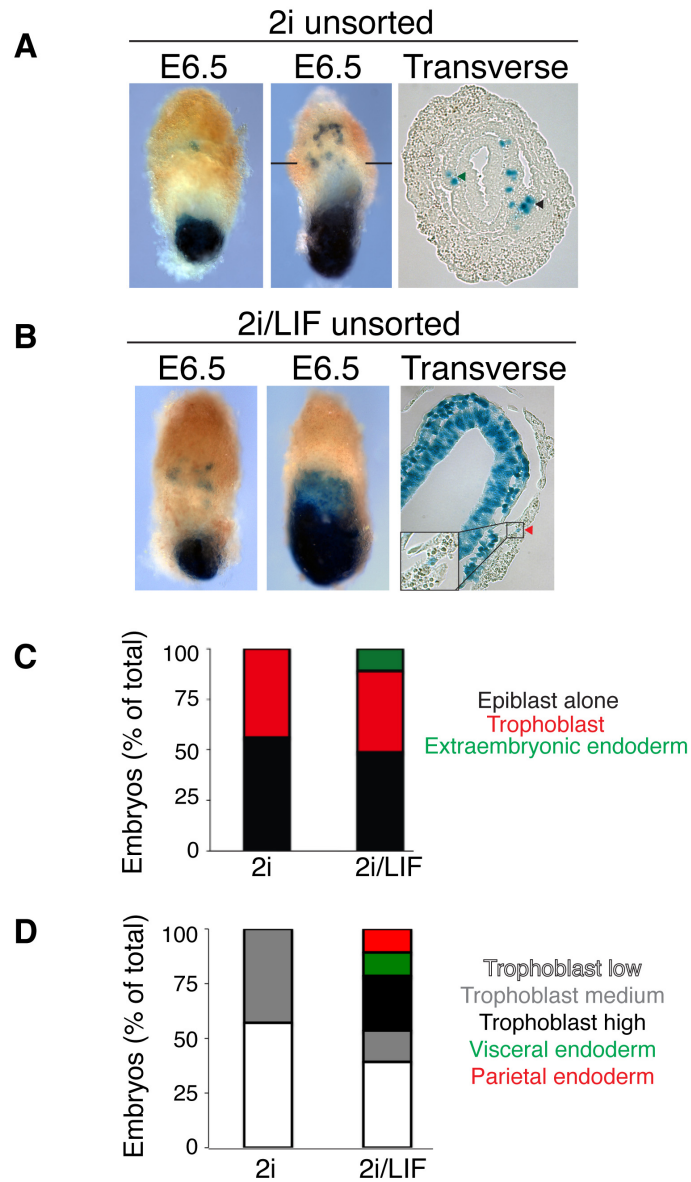 A
2i unsorted
E6.5 E6.5 Transverse
B
2i/LIF unsorted
E6.5 E6.5 Transverse
C
Embryos (% of total)
100
75
50
25
0
2i 2i/LIF
Epiblast alone
Trophoblast
Extraembryonic endoderm
D
Embryos (% of total)
100
75
50
25
0
2i 2i/LIF
Trophoblast low
Trophoblast medium
Trophoblast high
Visceral endoderm
Parietal endoderm